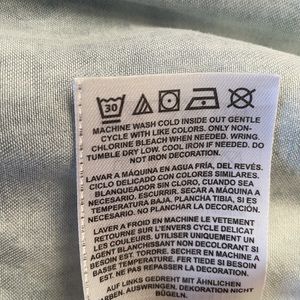 30
MACHINE WASH COLD INSIDE OUT GENTLE
CYCLE WITH LIKE COLORS. ONLY NON-
CHLORINE BLEACH WHEN NEEDED. WRING.
TUMBLE DRY LOW. COOL IRON IF NEEDED. DO
NOT IRON DECORATION.
LAVAR A MÁQUINA EN AGUA FRÍA, DEL REVÉS.
CICLO DELICADO CON COLORES SIMILARES.
BLANQUEADOR SIN CLORO, CUANDO SEA
NECESARIO. ESCURRIR. SECAR A MÁQUINA A
TEMPERATURA BAJA. PLANCHA TIBIA, SI ES
NECESARIO. NO PLANCHAR LA DECORACIÓN.
LAVER A FROID EN MACHINE LE VETEMENT
RETOURNE SUR L'ENVERS CYCLE DELICAT
LES COULEURS. UTILISER UNIQUEMENT UN
AGENT BLANCHISSANT NON DECOLORANT SI
BESOIN EST. TORDRE. SECHER EN MACHINE A
BASSE TEMPERATURE. REPASSER A FROID, SI
EST. NE PAS REPASSER LA DECORATION.
AUF LINKS GEDREHT MIT ÄHNLICHEN
FARBEN. AUSWRINGEN. DEKORATION NICHT
BÜGELN.